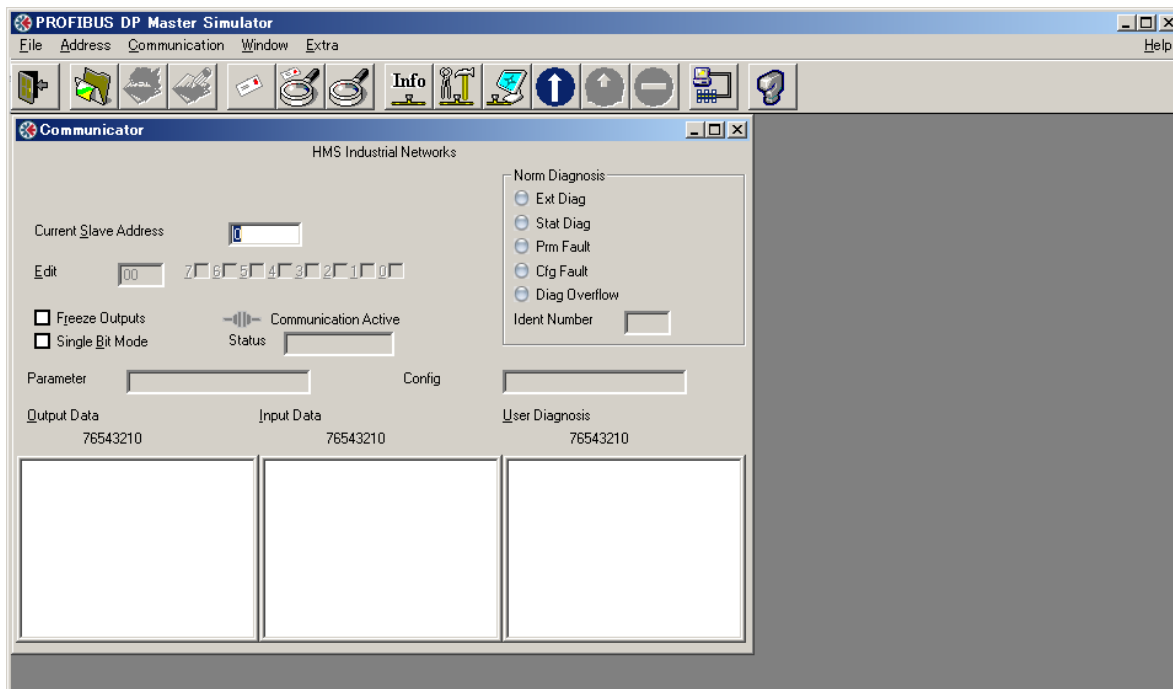 PROFIBUS DP Master Simulator
File Address Communication Window Extra Help
Info
Communicator
HMS Industrial Networks
Norm Diagnosis
Ext Diag
Current Slave Address 0
Stat Diag
Prm Fault
Edit 00 7 6 5 4 3 2 1 0
Cfg Fault
Diag Overflow
Freeze Outputs
Communication Active
Ident Number
Single Bit Mode
Status
Parameter
Config
Output Data
Input Data
User Diagnosis
76543210
76543210
76543210